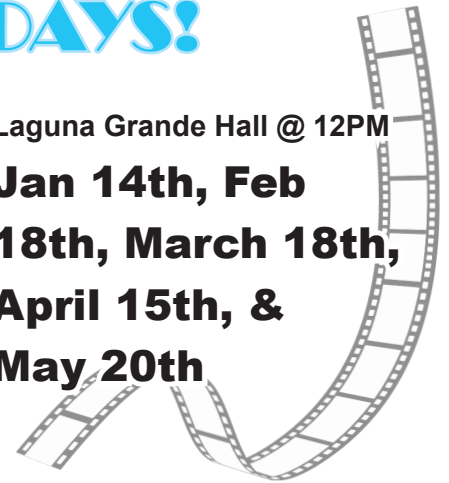 DAYS!
Laguna Grande Hall @ 12PM
Jan 14th, Feb
18th, March 18th,
April 15th, &
May 20th